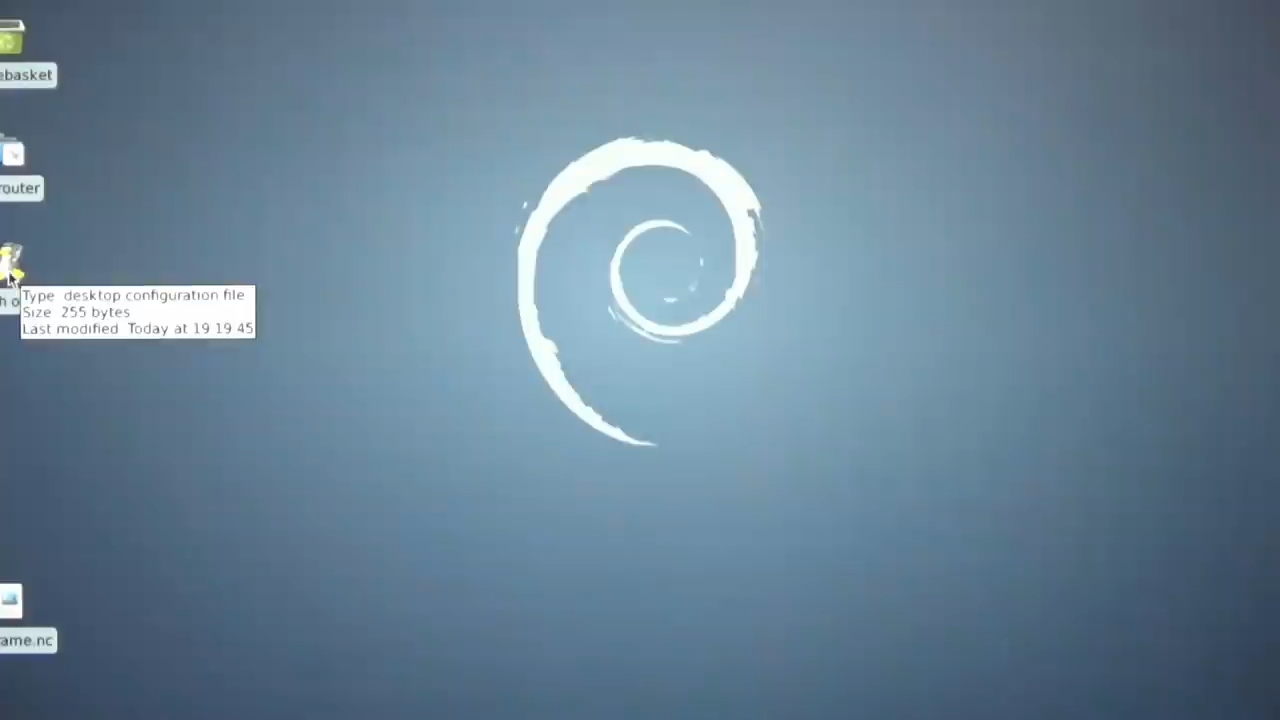 ebasket
router
h o
Type desktop configuration file
Size 255 bytes
Last modified Today at 19 19 45
ame.nc